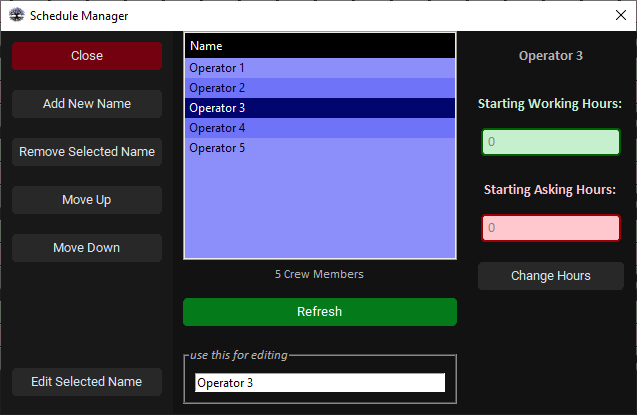 Schedule Manager
Close
Add New Name
Remove Selected Name
Move Up
Move Down
Edit Selected Name
Name
Operator 1
Operator 2
Operator 3
Operator 4
Operator 5
5 Crew Members
Refresh
use this for editing
Operator 3
Operator 3
Starting Working Hours:
0
Starting Asking Hours:
0
Change Hours